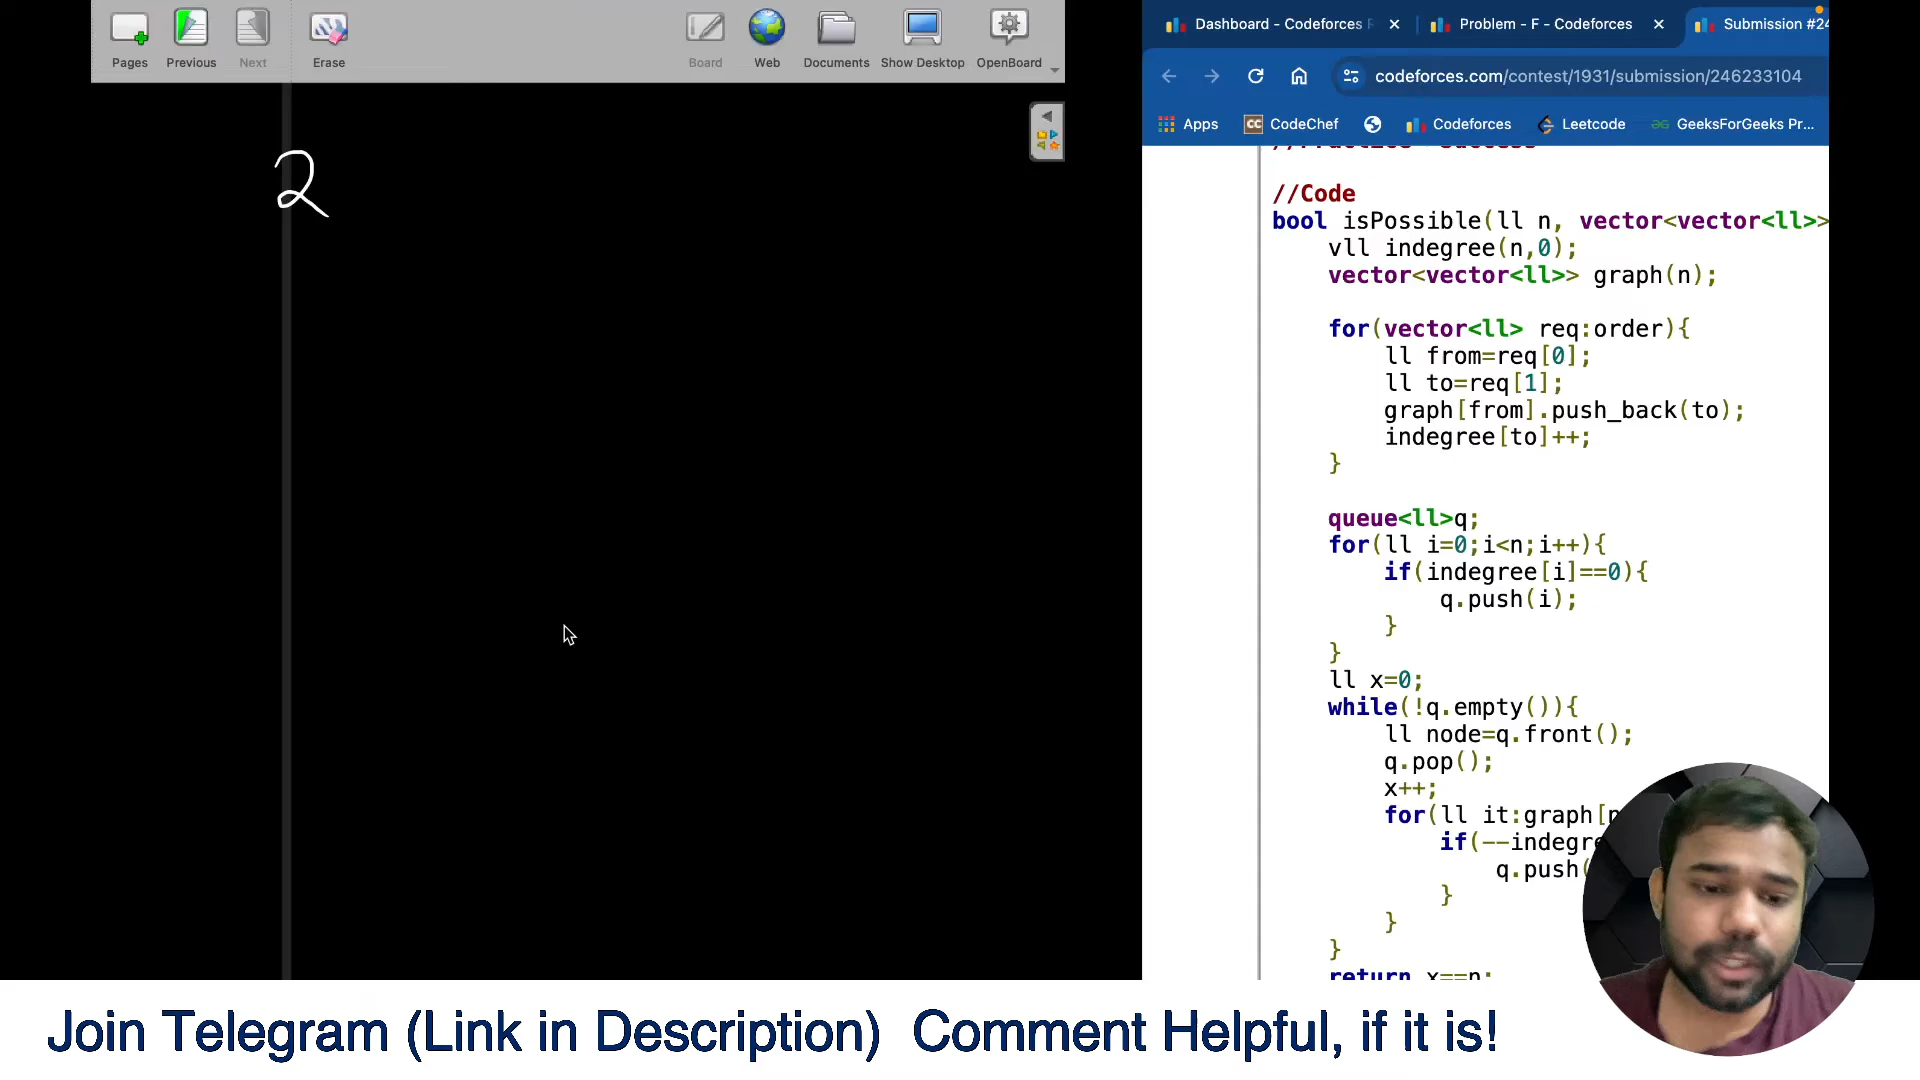 Pages Previous Next Erase Board Web Documents Show Desktop OpenBoard
2
Dashboard - Codeforces Problem - F - Codeforces Submission #24
codeforces.com/contest/1931/submission/246233104
Apps CodeChef Codeforces Leetcode GeeksForGeeks Pr...
//Code
bool isPossible(ll n, vector<vector<ll>>
vll indegree(n,0);
vector<vector<ll>> graph(n);
for(vector<ll> req:order){
ll from=req[0];
ll to=req[1];
graph[from].push_back(to);
indegree[to]++;
}
queue<ll>q;
for(ll i=0;i<n;i++){
if(indegree[i]==0){
q.push(i);
}
}
ll x=0;
while(!q.empty()){
ll node=q.front();
q.pop();
x++;
for(ll it:graph[
if(--indegr
q.push(
}
}
}
return x==n;
Join Telegram (Link in Description) Comment Helpful, if it is!